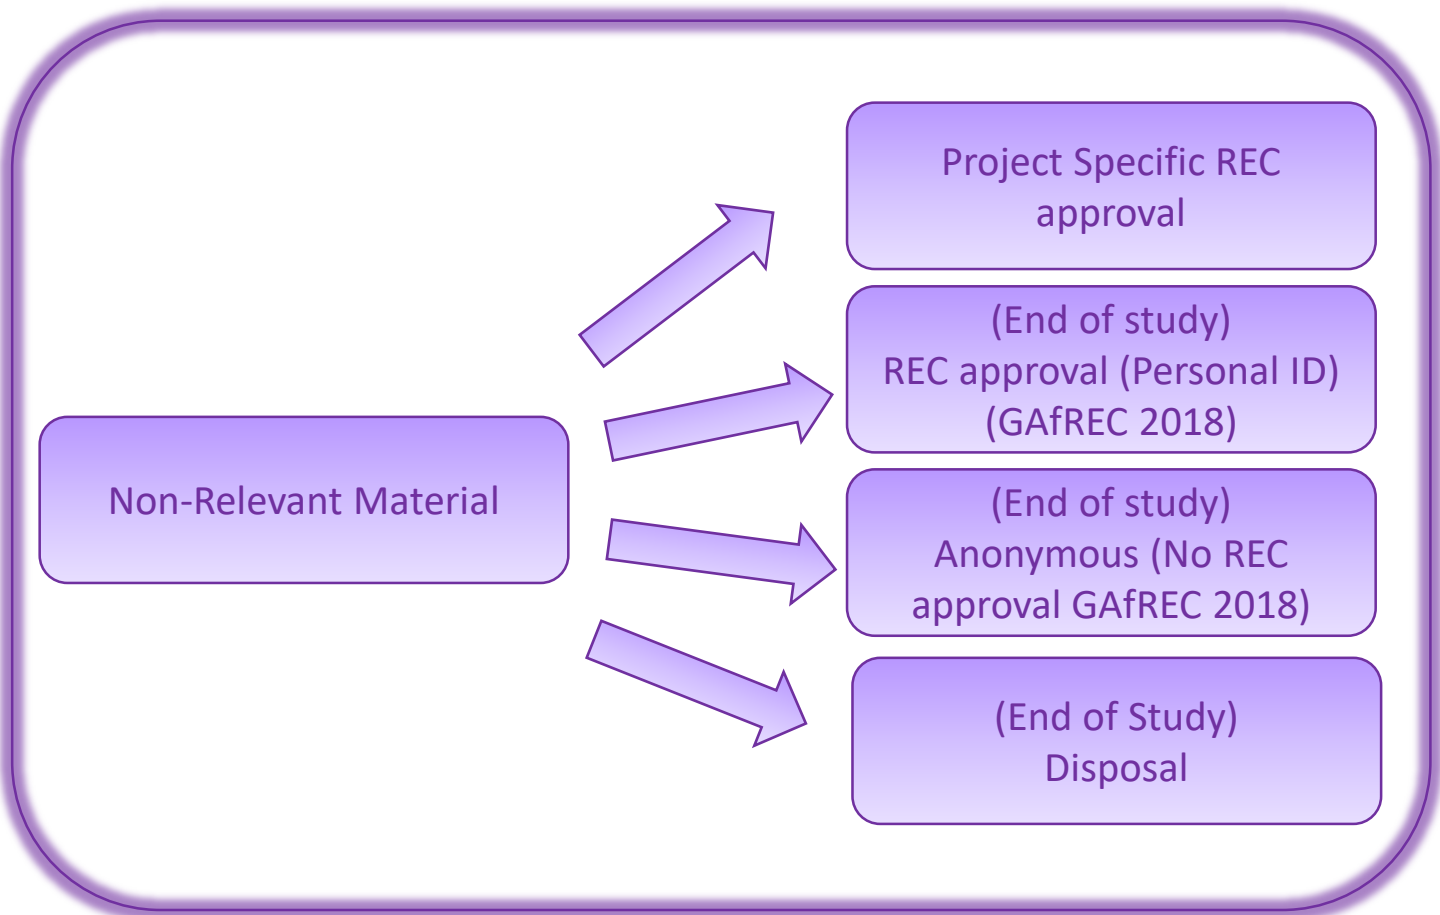 Project Specific REC
approval
(End of study)
REC approval (Personal ID)
(GAfREC 2018)
Non-Relevant Material
(End of study)
Anonymous (No REC
approval GAfREC 2018)
(End of Study)
Disposal